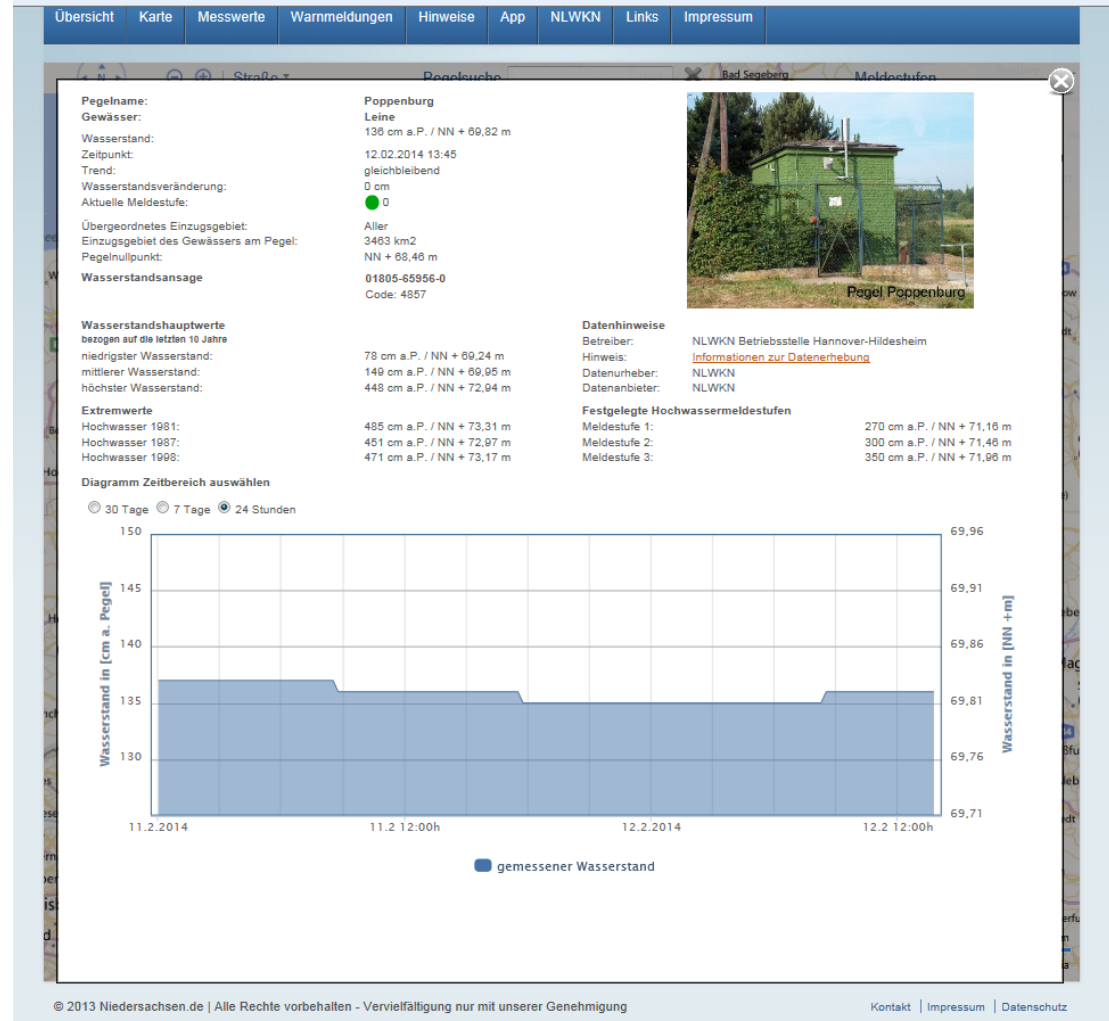 Übersicht Karte Messwerte Warnmeldungen Hinweise App NLWKN Links Impressum
Straße Pegelsuche Bad Segeberg Meldestufen
Pegelname: Poppenburg
Gewässer: Leine
Wasserstand: 136 cm a.P. / NN + 69,82 m
Zeitpunkt: 12.02.2014 13:45
Trend: gleichbleibend
Wasserstandsveränderung: 0 cm
Aktuelle Meldestufe: 0
Übergeordnetes Einzugsgebiet: Aller
Einzugsgebiet des Gewässers am Pegel: 3463 km2
Pegelnullpunkt: NN + 68,46 m
Wasserstandsansage 01805-65956-0
Code: 4857
Pegel Poppenburg
Wasserstandshauptwerte
bezogen auf die letzten 10 Jahre
niedrigster Wasserstand: 78 cm a.P. / NN + 69,24 m
mittlerer Wasserstand: 149 cm a.P. / NN + 69,95 m
höchster Wasserstand: 448 cm a.P. / NN + 72,94 m
Datenhinweise
Betreiber: NLWKN Betriebsstelle Hannover-Hildesheim
Hinweis: Informationen zur Datenerhebung
Datenurheber: NLWKN
Datenanbieter: NLWKN
Extremwerte
Hochwasser 1981: 485 cm a.P. / NN + 73,31 m
Hochwasser 1987: 451 cm a.P. / NN + 72,97 m
Hochwasser 1998: 471 cm a.P. / NN + 73,17 m
Festgelegte Hochwassermeldestufen
Meldestufe 1: 270 cm a.P. / NN + 71,16 m
Meldestufe 2: 300 cm a.P. / NN + 71,46 m
Meldestufe 3: 350 cm a.P. / NN + 71,96 m
Diagramm Zeitbereich auswählen
30 Tage 7 Tage 24 Stunden
Wasserstand in [cm a. Pegel]
150
145
140
135
130
69,96
69,91
69,86
69,81
69,76
69,71
Wasserstand in [NN +m]
11.2.2014 11.2 12:00h 12.2.2014 12.2 12:00h
gemessener Wasserstand
© 2013 Niedersachsen.de | Alle Rechte vorbehalten - Vervielfältigung nur mit unserer Genehmigung
Kontakt | Impressum | Datenschutz